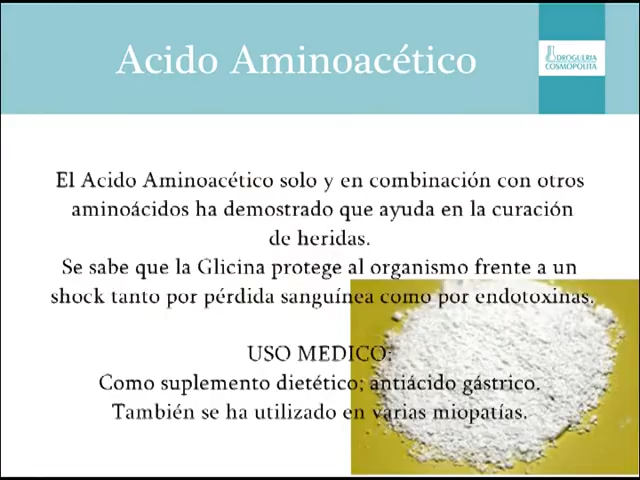 Acido Aminoacético
DROGUERIA
COSMOPOLITA
El Acido Aminoacético solo y en combinación con otros
aminoácidos ha demostrado que ayuda en la curación
de heridas.
Se sabe que la Glicina protege al organismo frente a un
shock tanto por pérdida sanguínea como por endotoxinas.
USO MEDICO:
Como suplemento dietético; antiácido gástrico.
También se ha utilizado en varias miopatías.